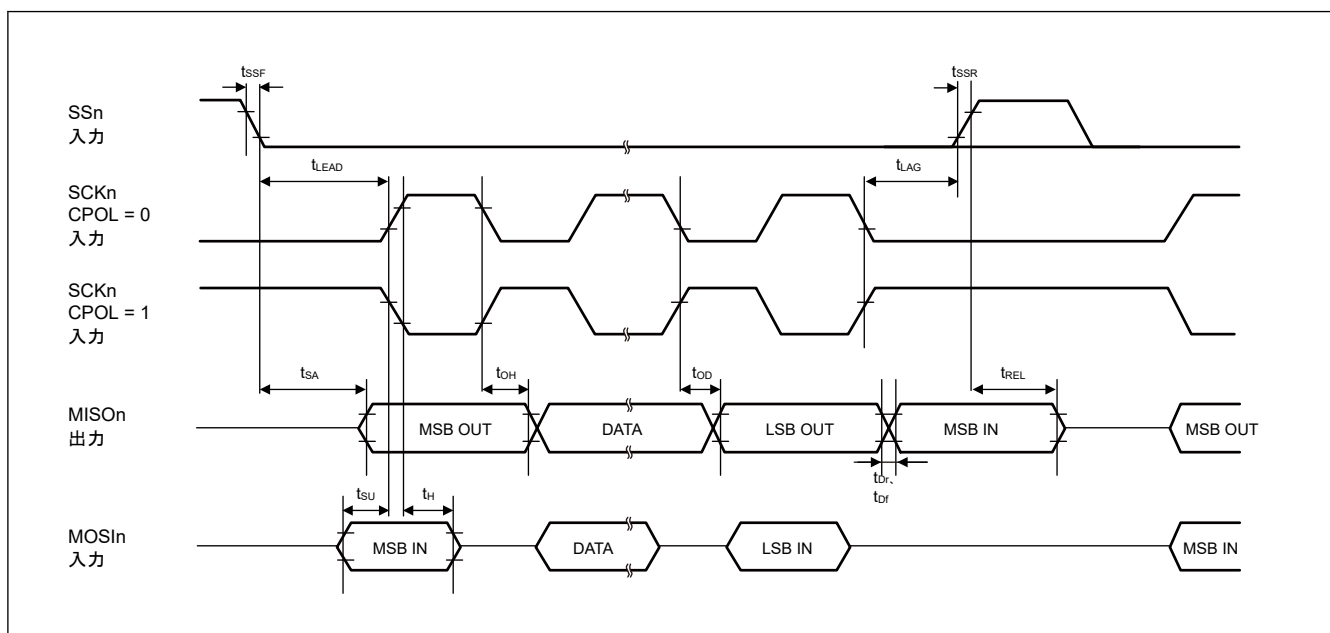 tSSF
tSSR
SSn
入力
tLEAD
tLAG
SCKn
CPOL = 0
入力
SCKn
CPOL = 1
入力
tSA
tOH
tOD
tREL
MISOn
出力
MSB OUT
DATA
LSB OUT
MSB IN
MSB OUT
tDr、
tDf
tSU
tH
MOSIn
入力
MSB IN
DATA
LSB IN
MSB IN